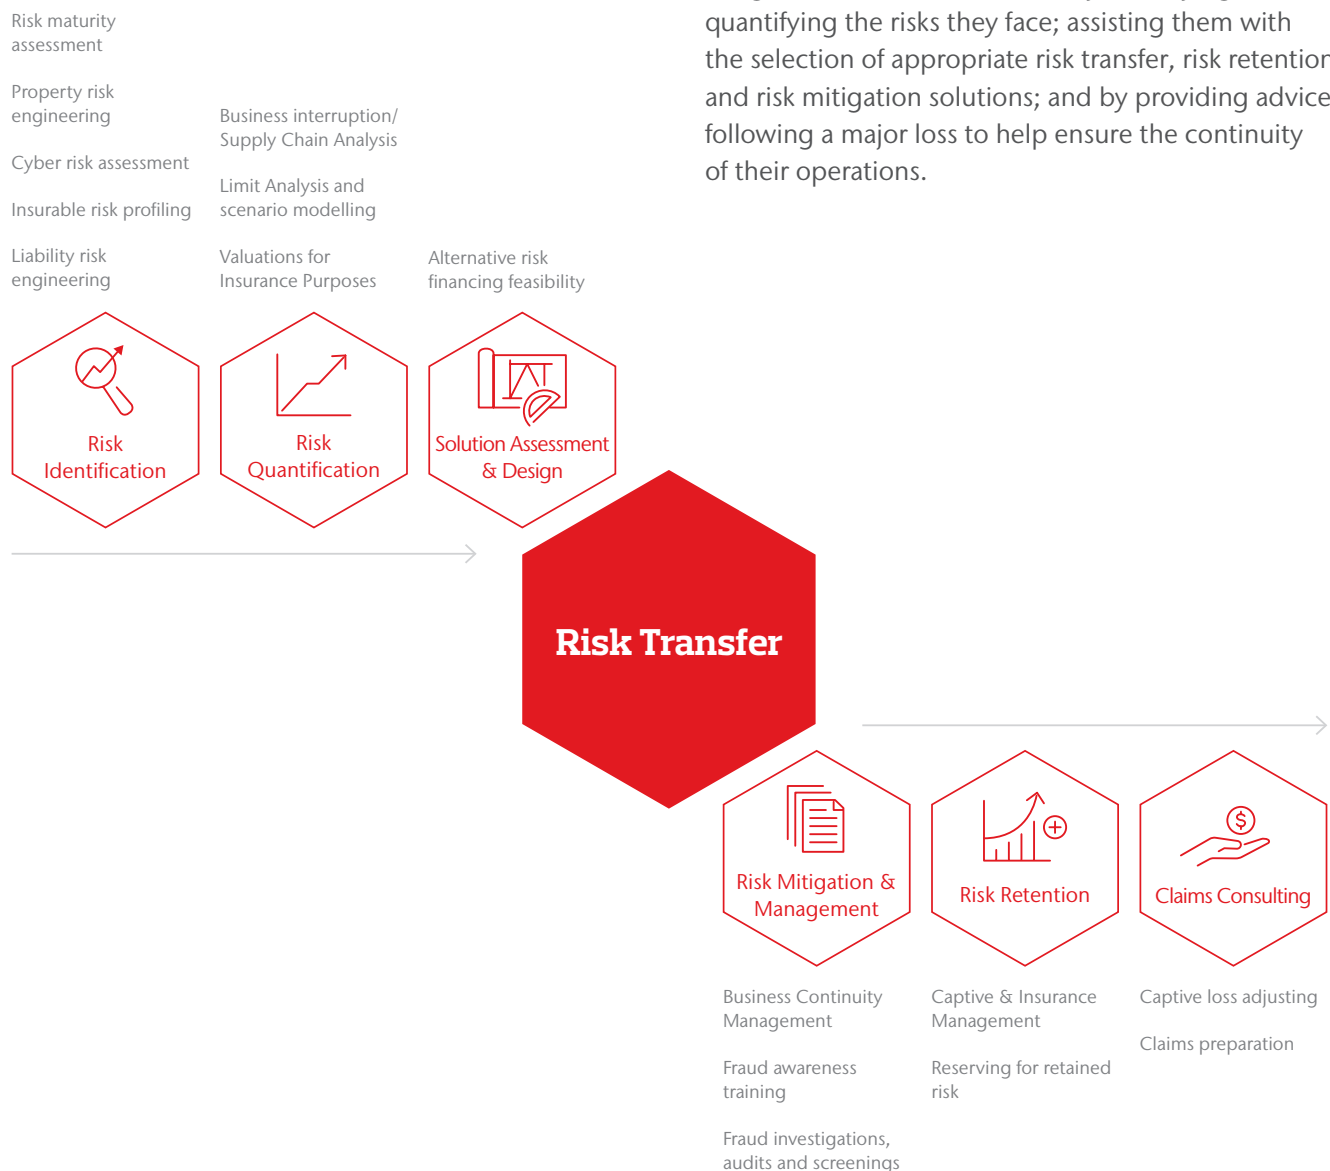 quantifying the risks they face; assisting them with
the selection of appropriate risk transfer, risk retention
and risk mitigation solutions; and by providing advice
following a major loss to help ensure the continuity
of their operations.
Risk maturity
assessment
Property risk
engineering
Cyber risk assessment
Insurable risk profiling
Liability risk
engineering
Business interruption/
Supply Chain Analysis
Limit Analysis and
scenario modelling
Valuations for
Insurance Purposes
Alternative risk
financing feasibility
Risk
Identification
Risk
Quantification
Solution Assessment
& Design
Risk Transfer
Risk Mitigation &
Management
Risk Retention
$
Claims Consulting
Business Continuity
Management
Fraud awareness
training
Fraud investigations,
audits and screenings
Captive & Insurance
Management
Reserving for retained
risk
Captive loss adjusting
Claims preparation